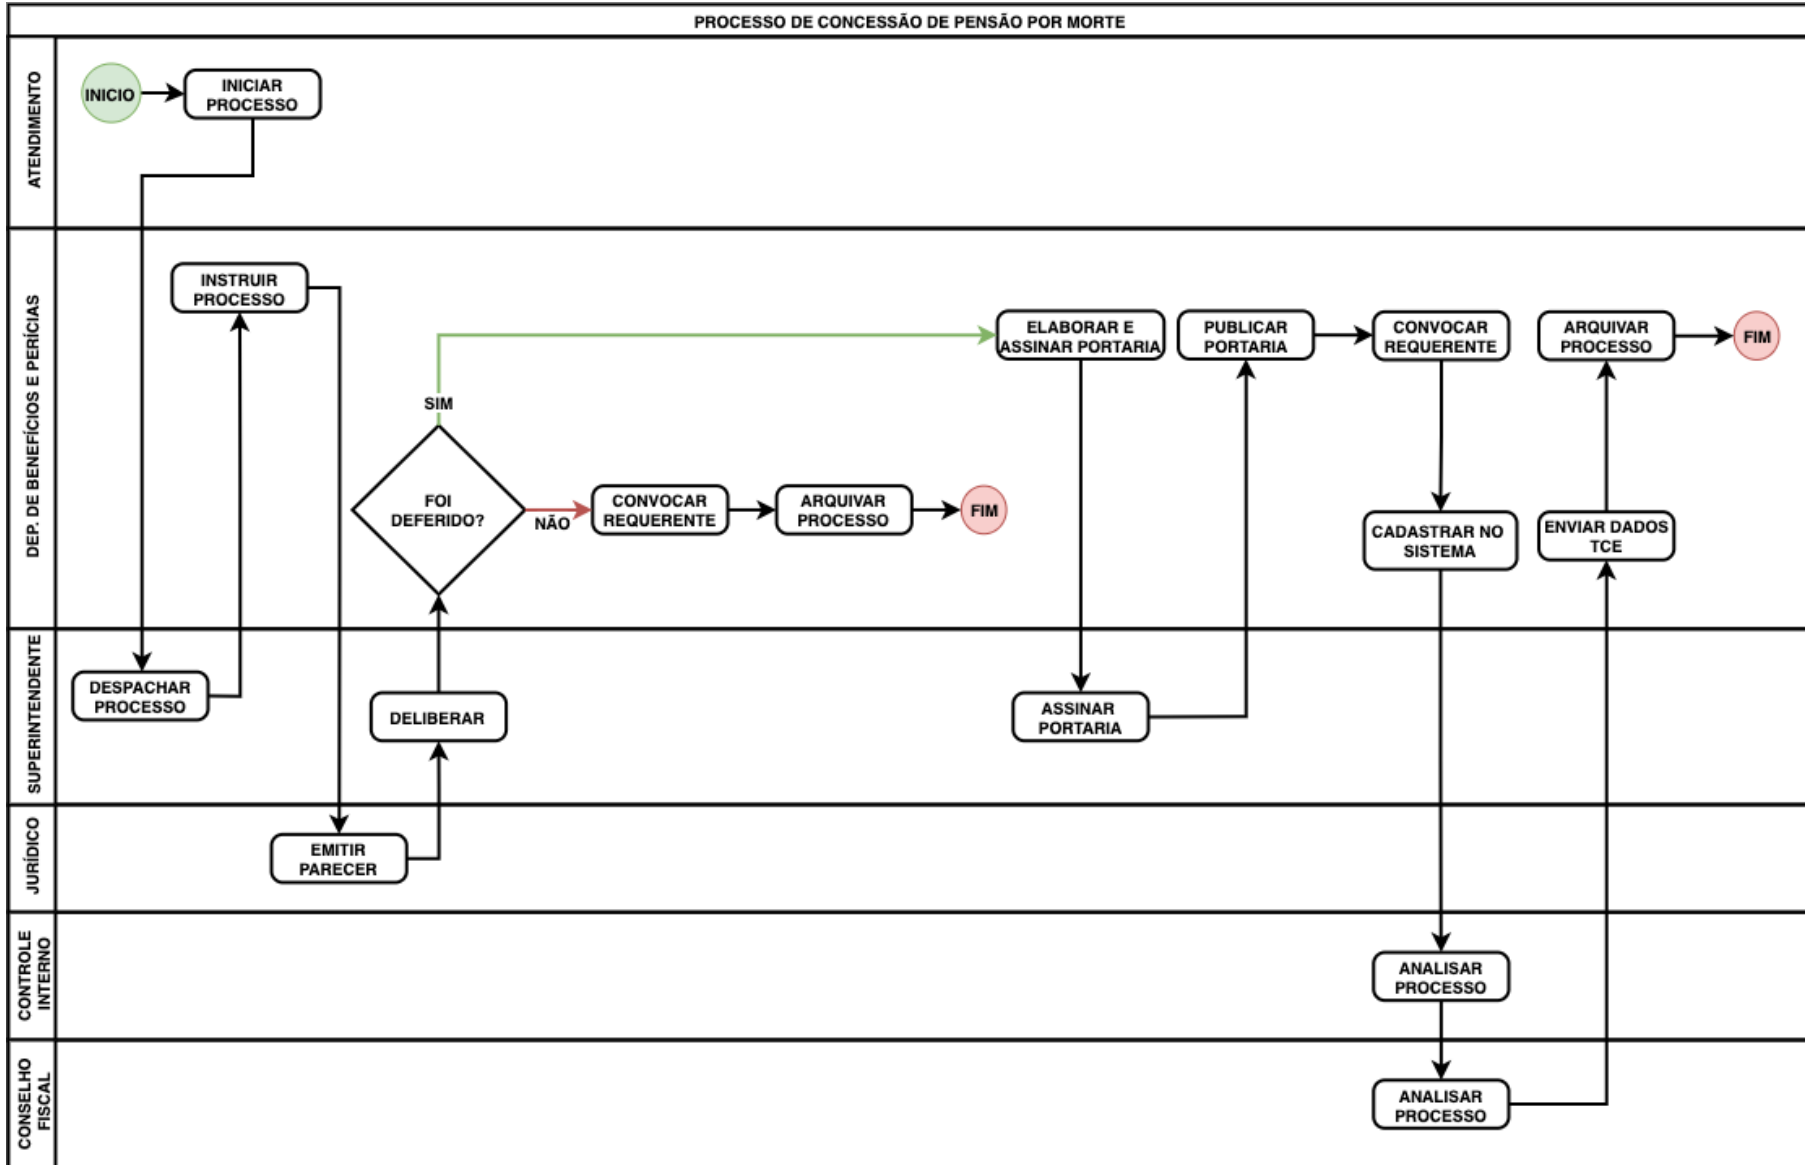 PROCESSO DE CONCESSÃO DE PENSÃO POR MORTE
ATENDIMENTO
INICIO
INICIAR
PROCESSO
DEP. DE BENEFÍCIOS E PERÍCIAS
INSTRUIR
PROCESSO
ELABORAR E
ASSINAR PORTARIA
PUBLICAR
PORTARIA
CONVOCAR
REQUERENTE
ARQUIVAR
PROCESSO
FIM
SIM
FOI
DEFERIDO?
NÃO
CONVOCAR
REQUERENTE
ARQUIVAR
PROCESSO
FIM
CADASTRAR NO
SISTEMA
ENVIAR DADOS
TCE
SUPERINTENDENTE
DESPACHAR
PROCESSO
DELIBERAR
ASSINAR
PORTARIA
JURÍDICO
EMITIR
PARECER
CONTROLE
INTERNO
ANALISAR
PROCESSO
CONSELHO
FISCAL
ANALISAR
PROCESSO